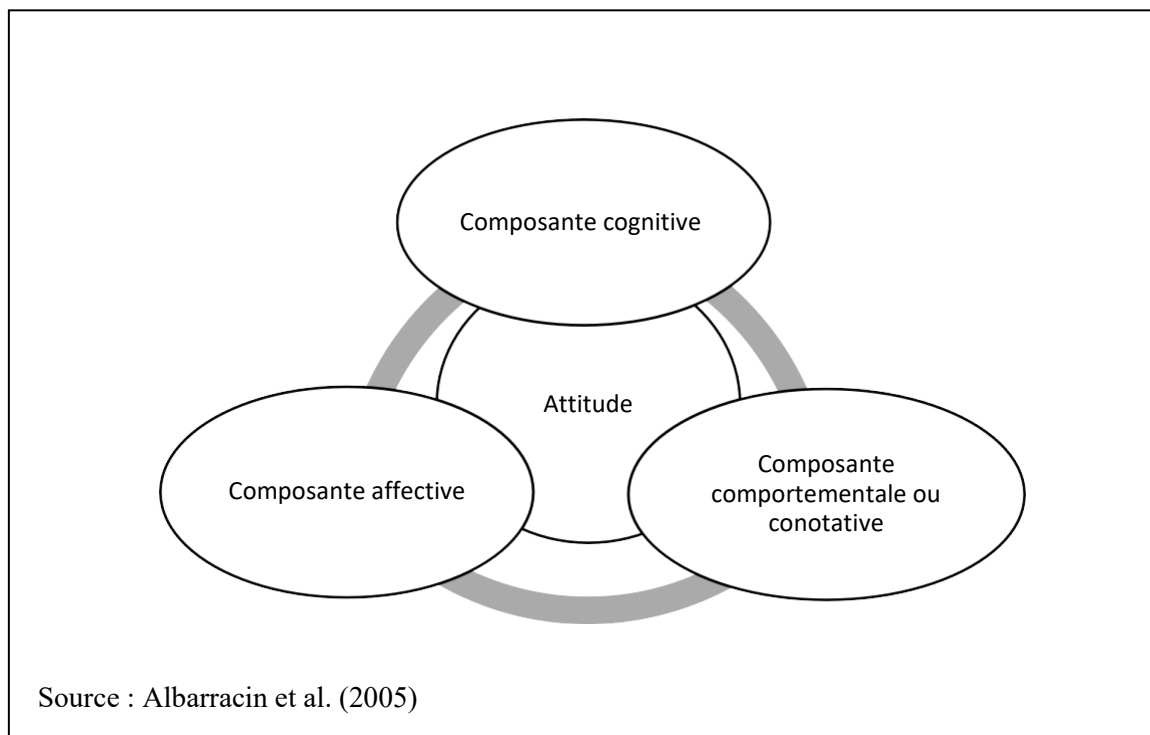 Composante cognitive
Attitude
Composante affective
Composante
comportementale ou
conotative
Source : Albarracin et al. (2005)